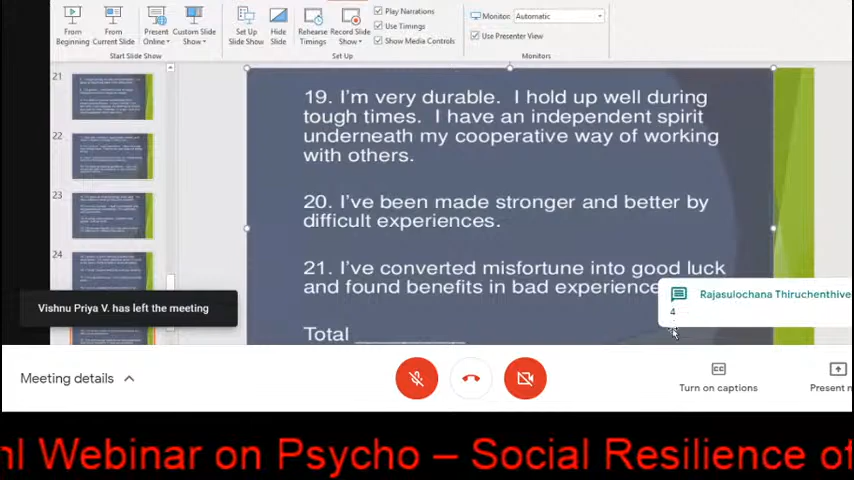 Play Narrations
Use Timings
Show Media Controls
Monitor: Automatic
Use Presenter View
From Beginning
From Current Slide
Present Online
Custom Slide Show
Set Up Slide Show
Hide Slide
Rehearse Timings
Record Slide Show
Start Slide Show
Set Up
Monitors
21
22
23
24
19. I'm very durable. I hold up well during
tough times. I have an independent spirit
underneath my cooperative way of working
with others.
20. I've been made stronger and better by
difficult experiences.
21. I've converted misfortune into good luck
and found benefits in bad experience
Total
Vishnu Priya V. has left the meeting
Rajasulochana Thiruchenthive
4
Meeting details
Turn on captions
Present n
nl Webinar on Psycho – Social Resilience of